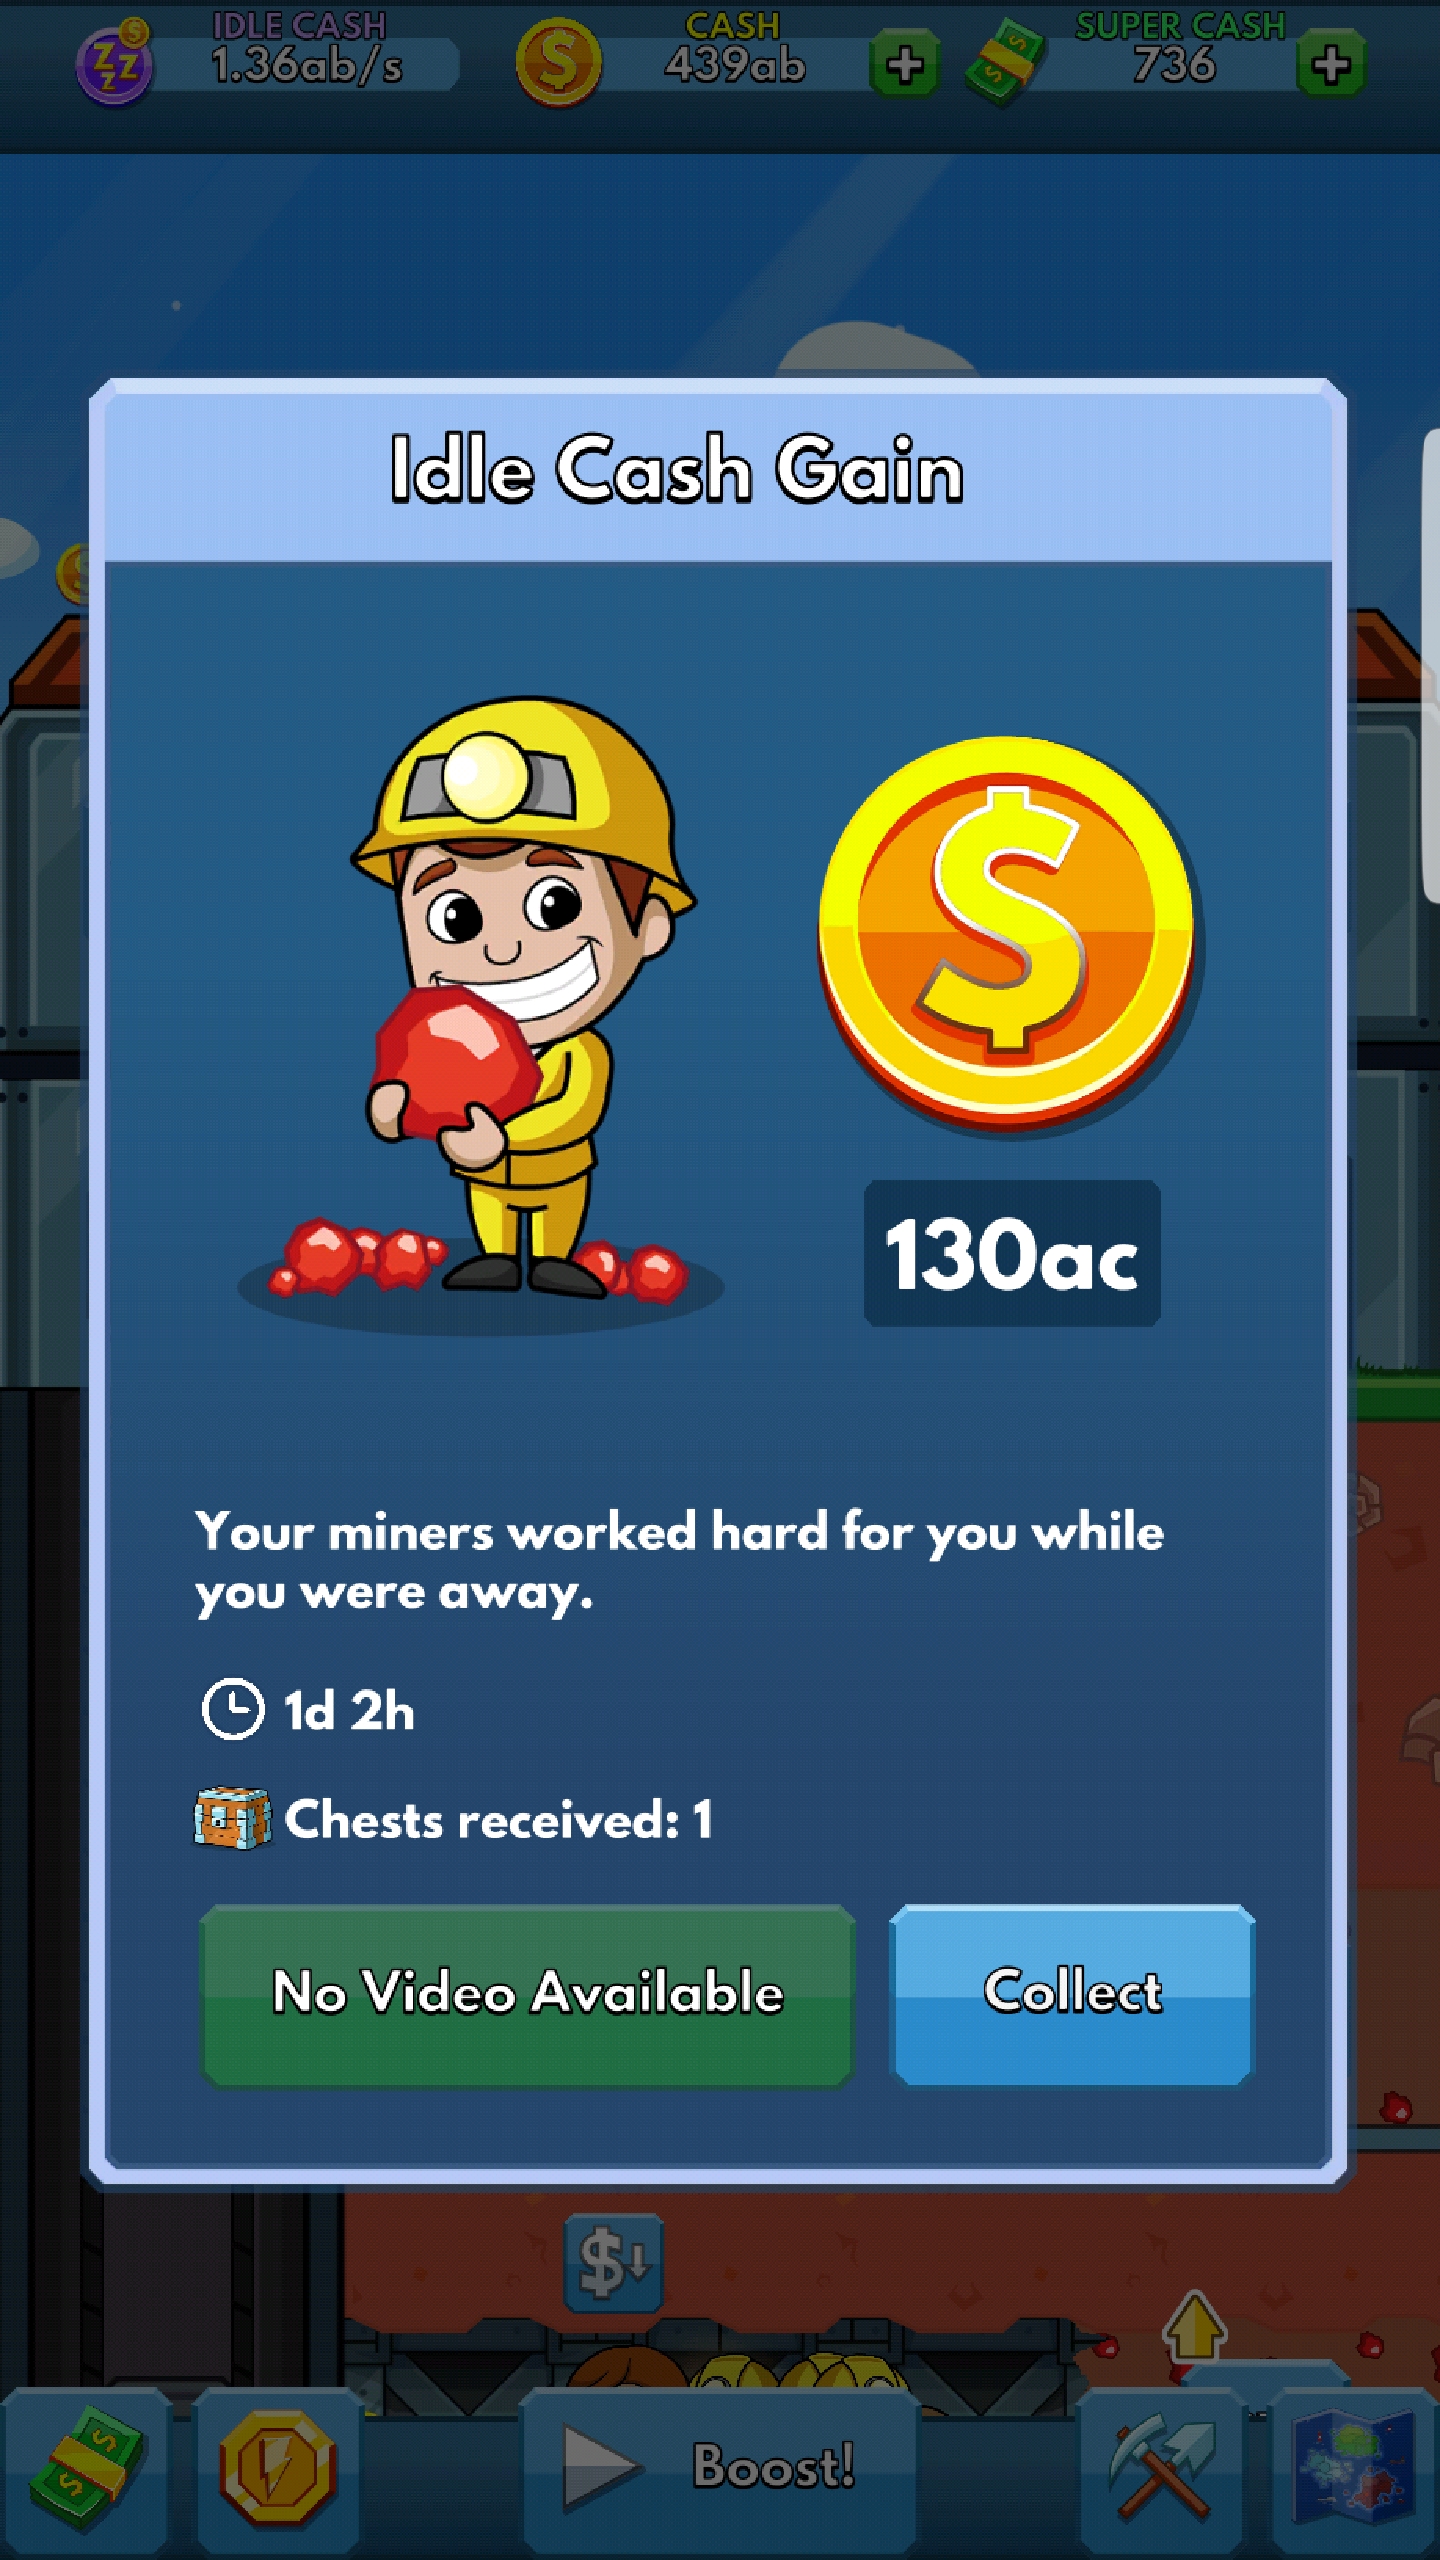 IDLE CASH
1.36ab/s
CASH
439ab
SUPER CASH
736
Idle Cash Gain
130ac
Your miners worked hard for you while
you were away.
1d 2h
Chests received: 1
No Video Available
Collect
Boost!